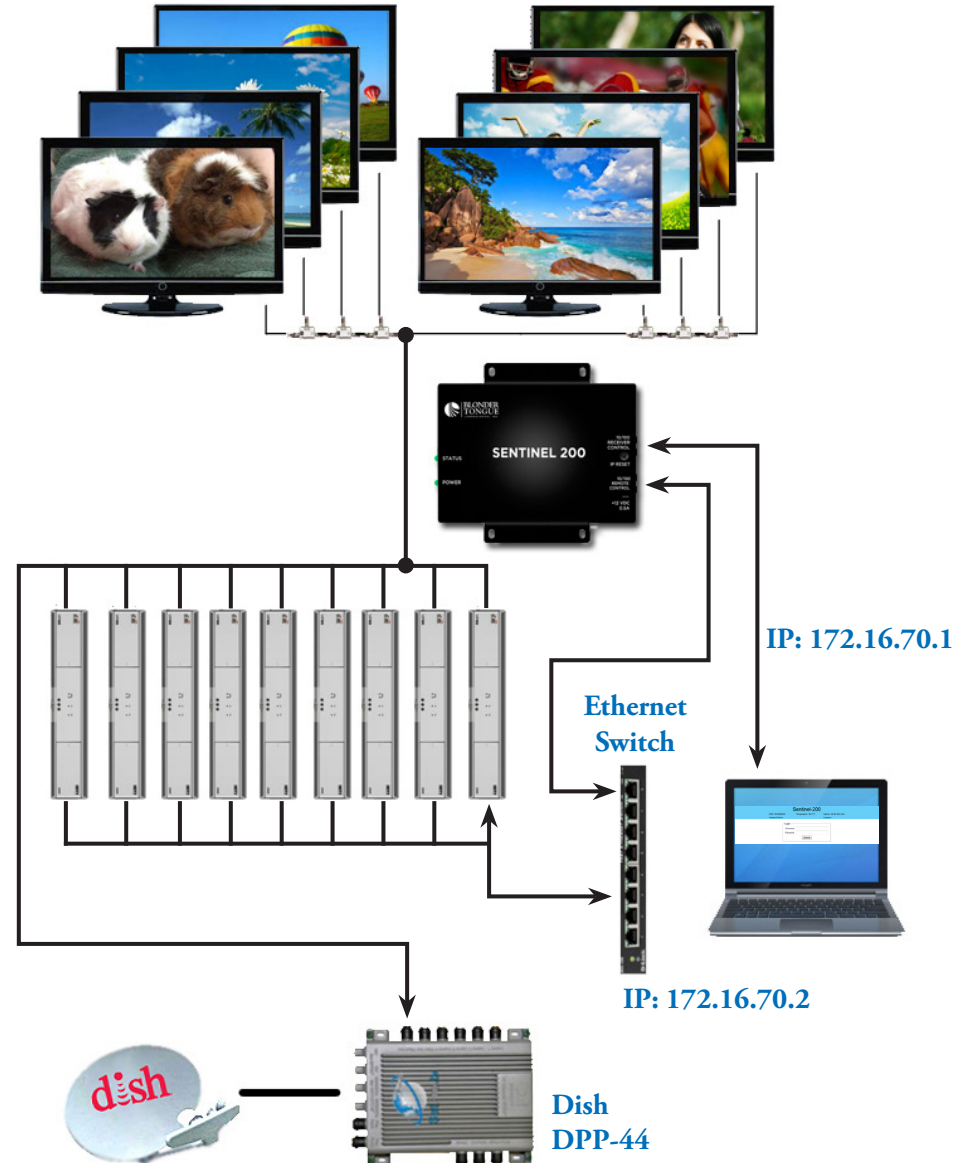 BLONDER
TONGUE
SENTINEL 200
STATUS
POWER
10/100
RECEIVER
CONTROL
IP RESET
10/100
REMOTE
CONTROL
+12 VDC
IP: 172.16.70.1
Ethernet
Switch
Sentinel-200
IP: 172.16.70.2
dish
Dish
DPP-44